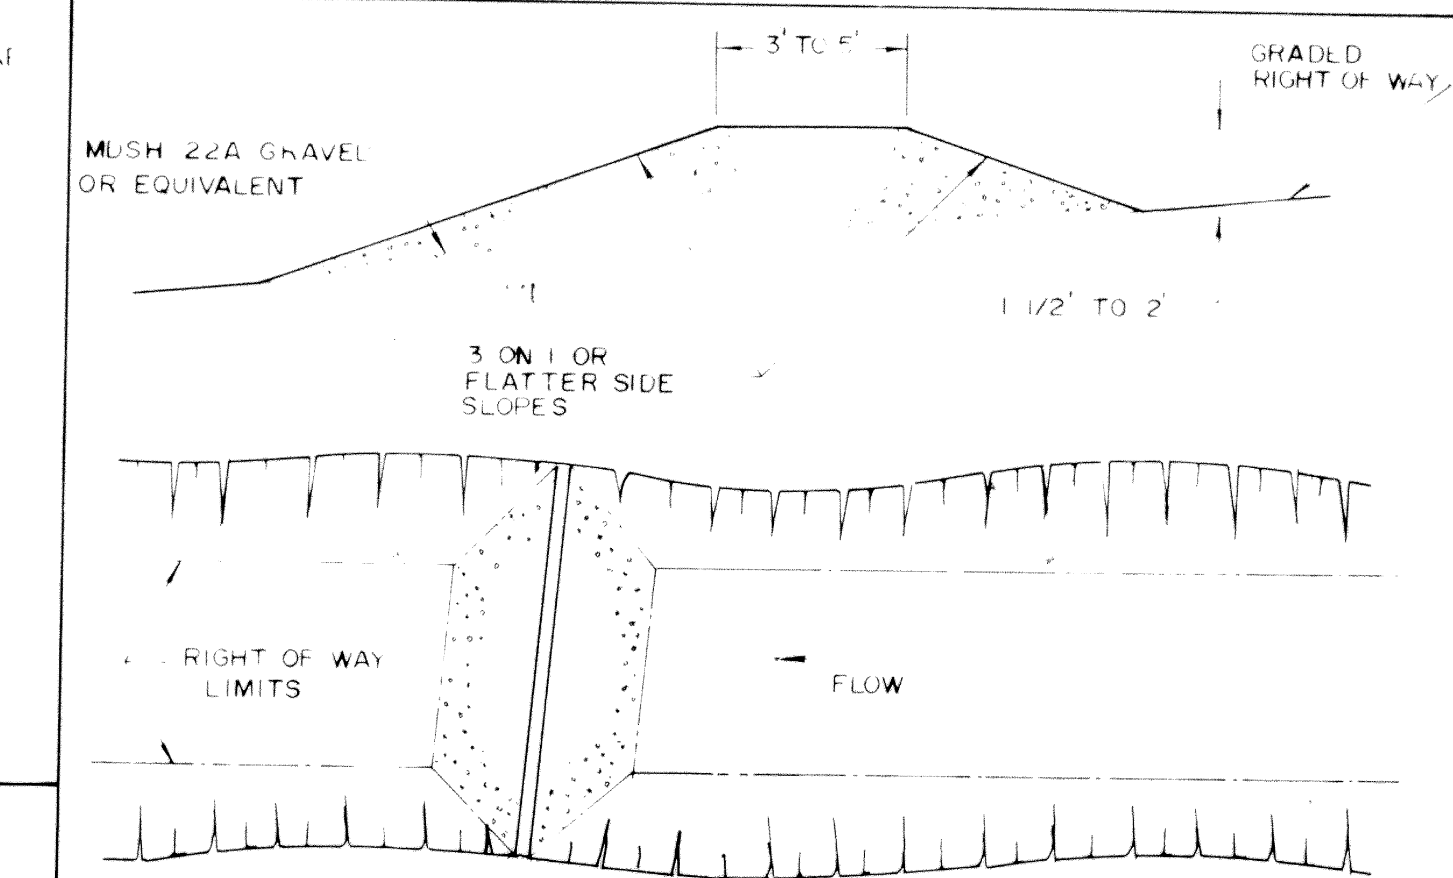 3' TO 5'
GRADED
RIGHT OF WAY
MDSH 22A GRAVEL
OR EQUIVALENT
1 1/2' TO 2'
3 ON 1 OR
FLATTER SIDE
SLOPES
RIGHT OF WAY
LIMITS
FLOW